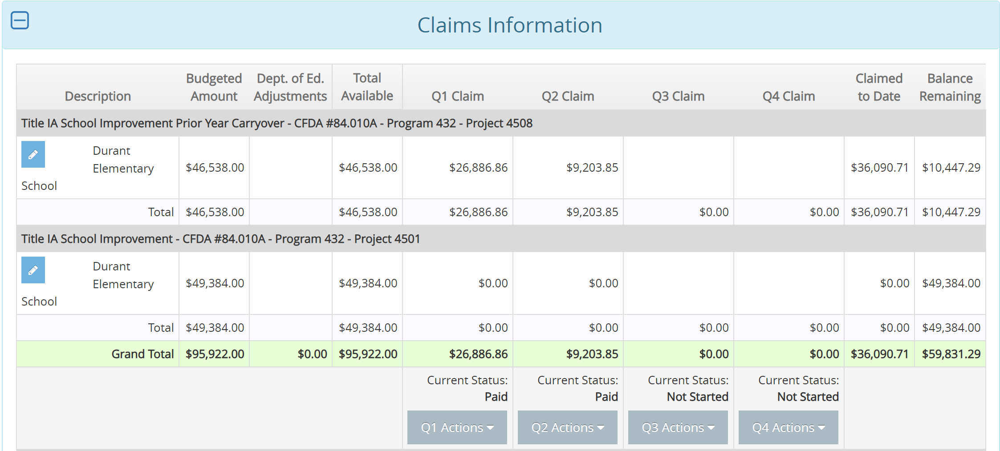 Claims Information
Description Budgeted Amount Dept. of Ed. Adjustments Total Available Q1 Claim Q2 Claim Q3 Claim Q4 Claim Claimed to Date Balance Remaining
Title IA School Improvement Prior Year Carryover - CFDA #84.010A - Program 432 - Project 4508
Durant Elementary School $46,538.00 $46,538.00 $26,886.86 $9,203.85 $36,090.71 $10,447.29
Total $46,538.00 $46,538.00 $26,886.86 $9,203.85 $0.00 $0.00 $36,090.71 $10,447.29
Title IA School Improvement - CFDA #84.010A - Program 432 - Project 4501
Durant Elementary School $49,384.00 $49,384.00 $0.00 $0.00 $0.00 $49,384.00
Total $49,384.00 $49,384.00 $0.00 $0.00 $0.00 $0.00 $0.00 $49,384.00
Grand Total $95,922.00 $0.00 $95,922.00 $26,886.86 $9,203.85 $0.00 $0.00 $36,090.71 $59,831.29
Current Status: Current Status: Current Status: Current Status:
Paid Paid Not Started Not Started
Q1 Actions Q2 Actions Q3 Actions Q4 Actions